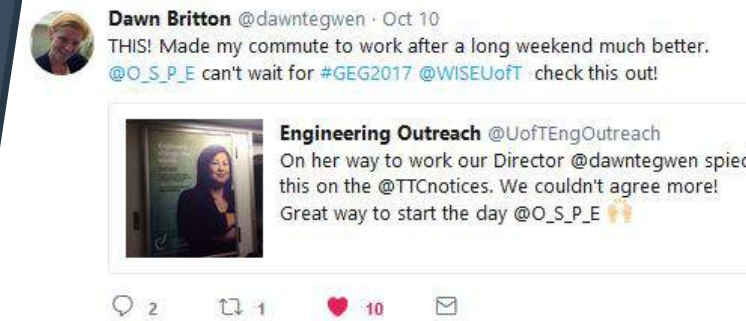 Dawn Britton @dawntegwen · Oct 10
THIS! Made my commute to work after a long weekend much better.
@O_S_P_E can't wait for #GEG2017 @WISEUofT check this out!
Engineering Outreach @UofTEngOutreach
On her way to work our Director @dawntegwen spied
this on the @TTCnotices. We couldn't agree more!
Great way to start the day @O_S_P_E 🙌🏻
2 1 10